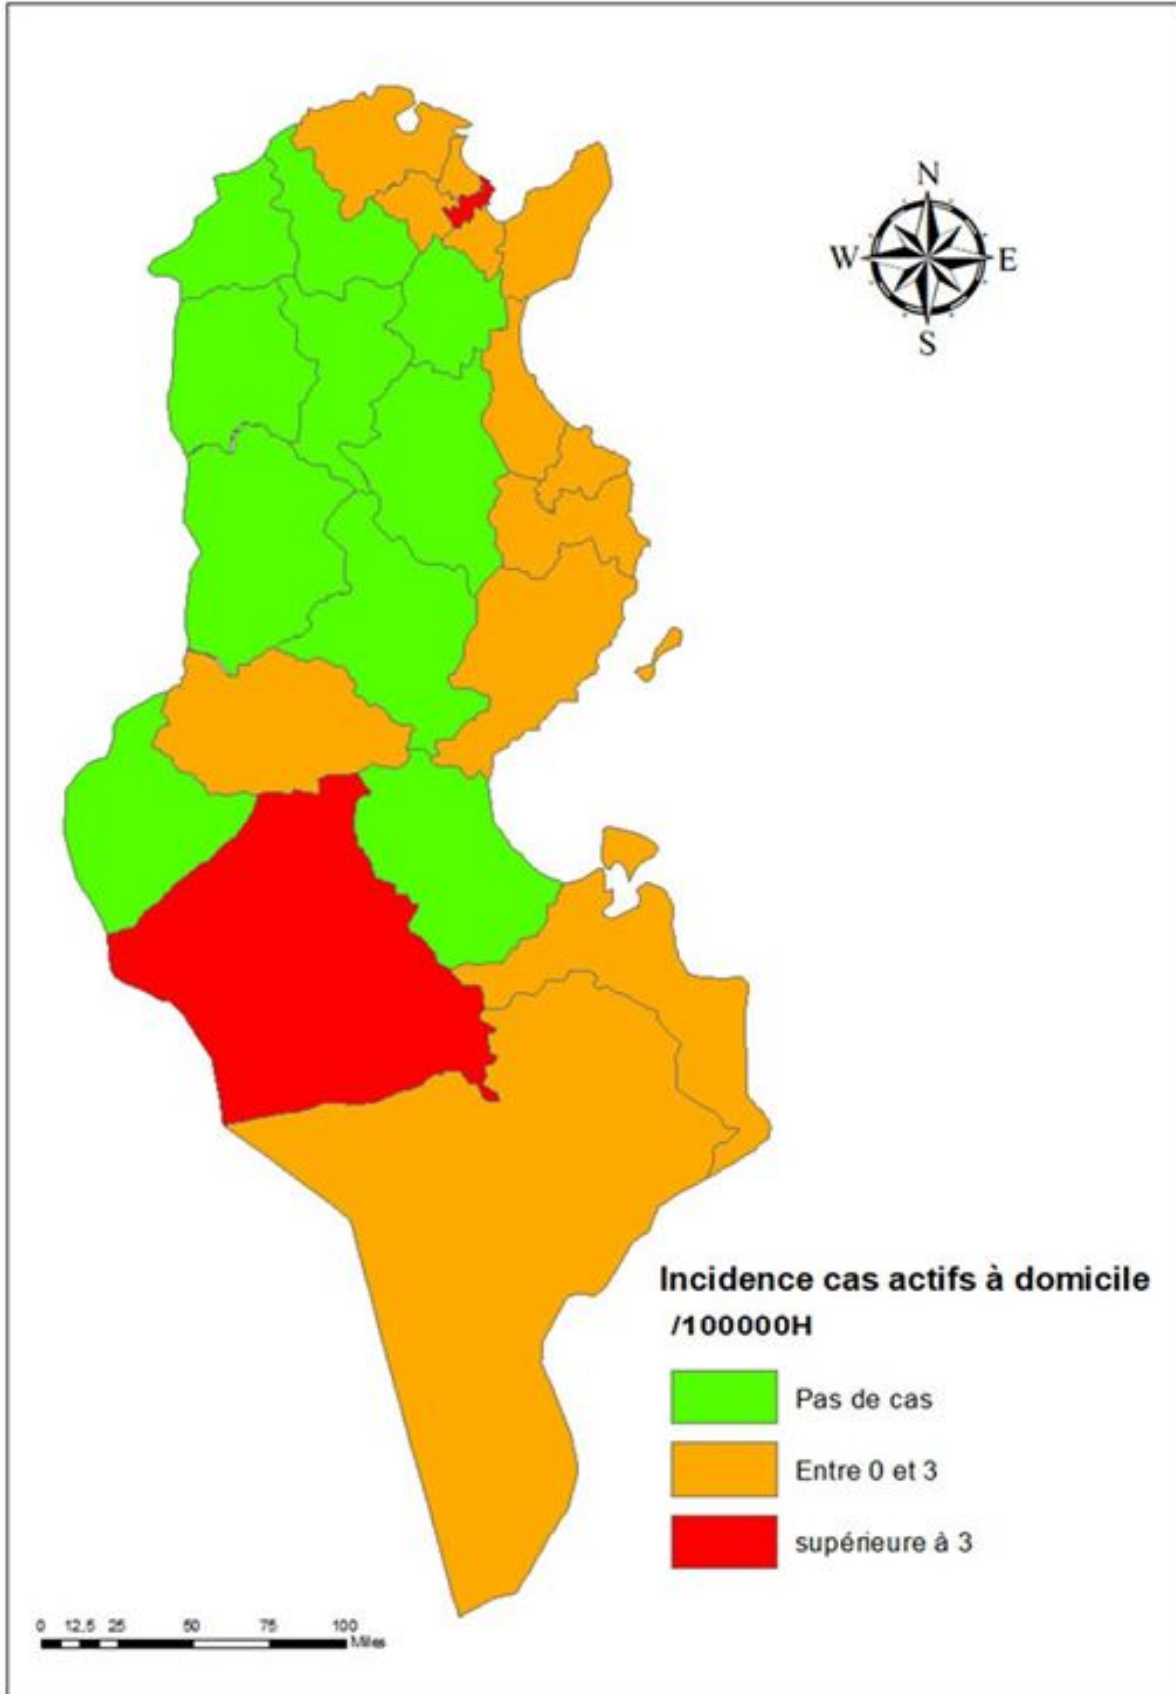 N
W E
S
Incidence cas actifs à domicile
/100000H
Pas de cas
Entre 0 et 3
supérieure à 3
0 12,5 25 50 75 100
Miles